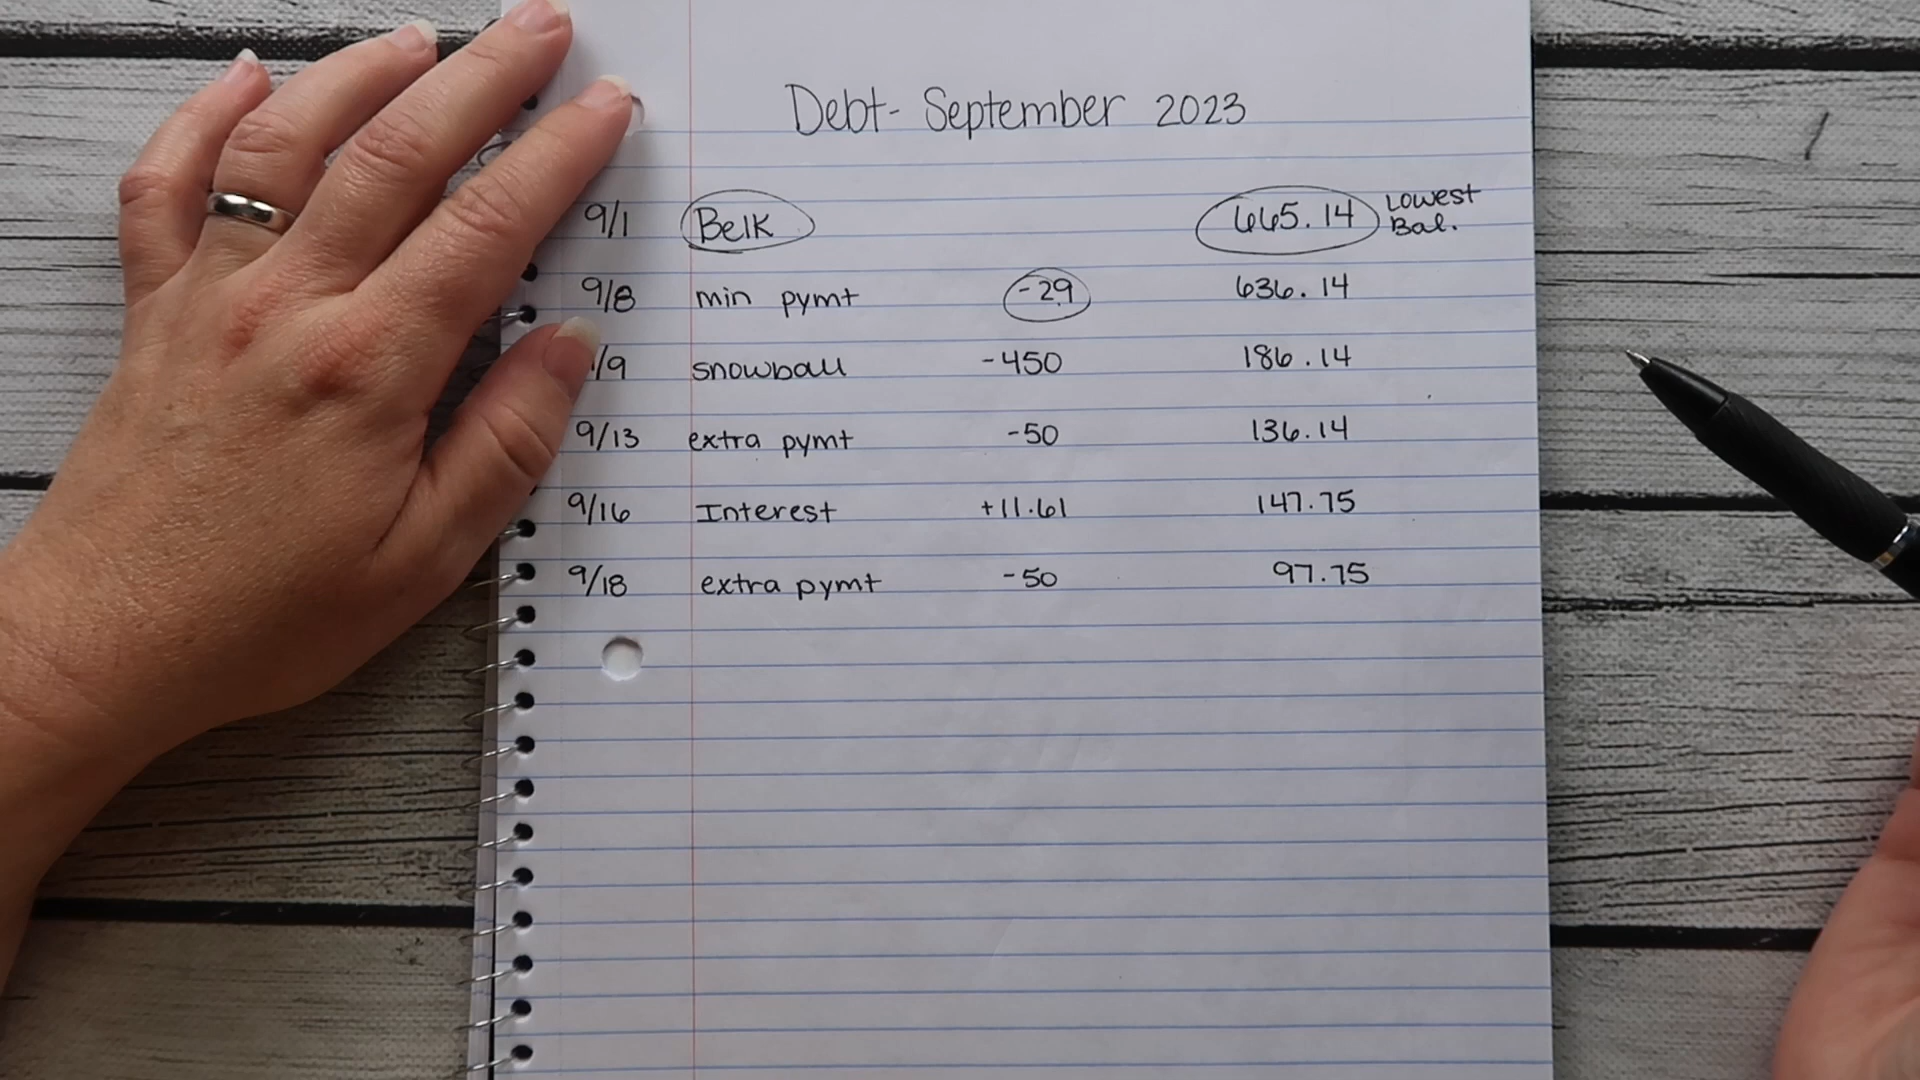 Debt- September 2023
9/1 Belk 665.14 Lowest Bal.
9/8 min pymt -29 636.14
/9 snowball -450 186.14
9/13 extra pymt -50 136.14
9/16 Interest +11.61 147.75
9/18 extra pymt -50 97.75